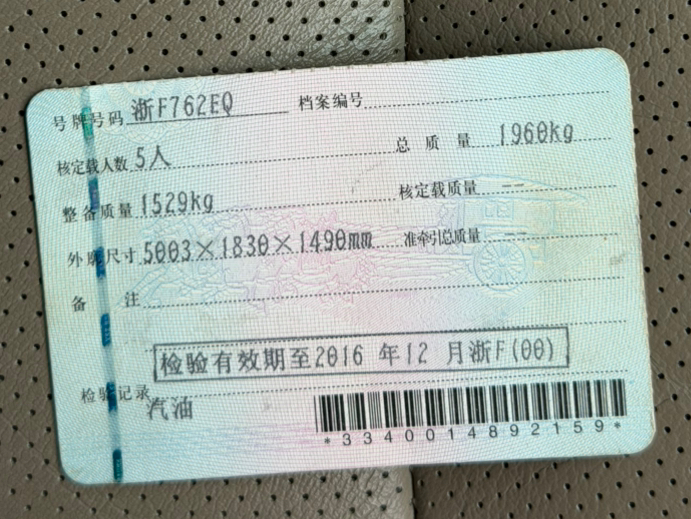 号牌号码 浙F762EQ 档案编号
核定载人数 5人 总质量 1960kg
整备质量 1529kg 核定载质量 --
外廓尺寸 5003×1830×1490mm 准牵引总质量 --
备注
检验有效期至2016 年12 月浙F(00)
检验记录
汽油
*3340014892159*